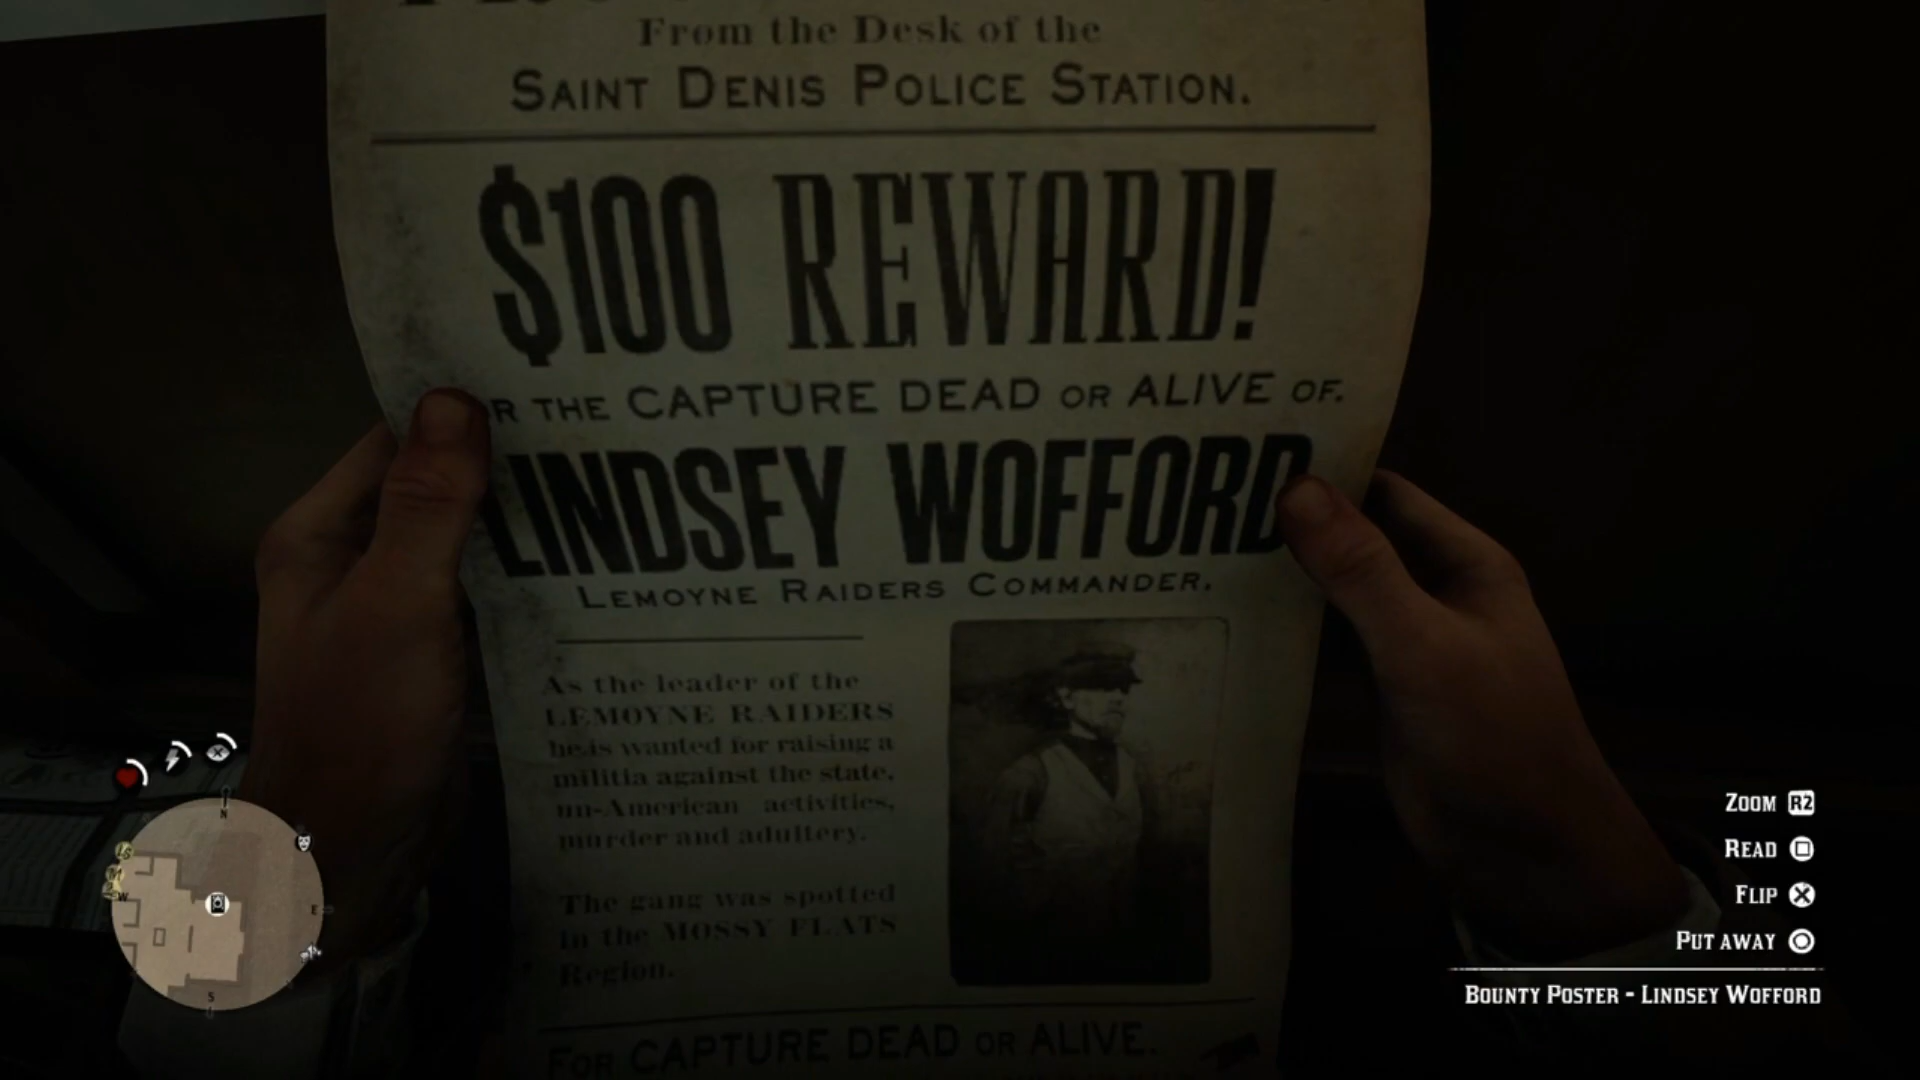 From the Desk of the
SAINT DENIS POLICE STATION.
$100 REWARD!
R THE CAPTURE DEAD OR ALIVE OF.
LINDSEY WOFFORD
LEMOYNE RAIDERS COMMANDER.
As the leader of the
LEMOYNE RAIDERS
he is wanted for raising a
militia against the state,
un-American activities,
murder and adultery.
The gang was spotted
in the MOSSY FLATS
Region.
FOR CAPTURE DEAD OR ALIVE.
N
W
E
S
ZOOM R2
READ
FLIP
PUT AWAY
BOUNTY POSTER - LINDSEY WOFFORD